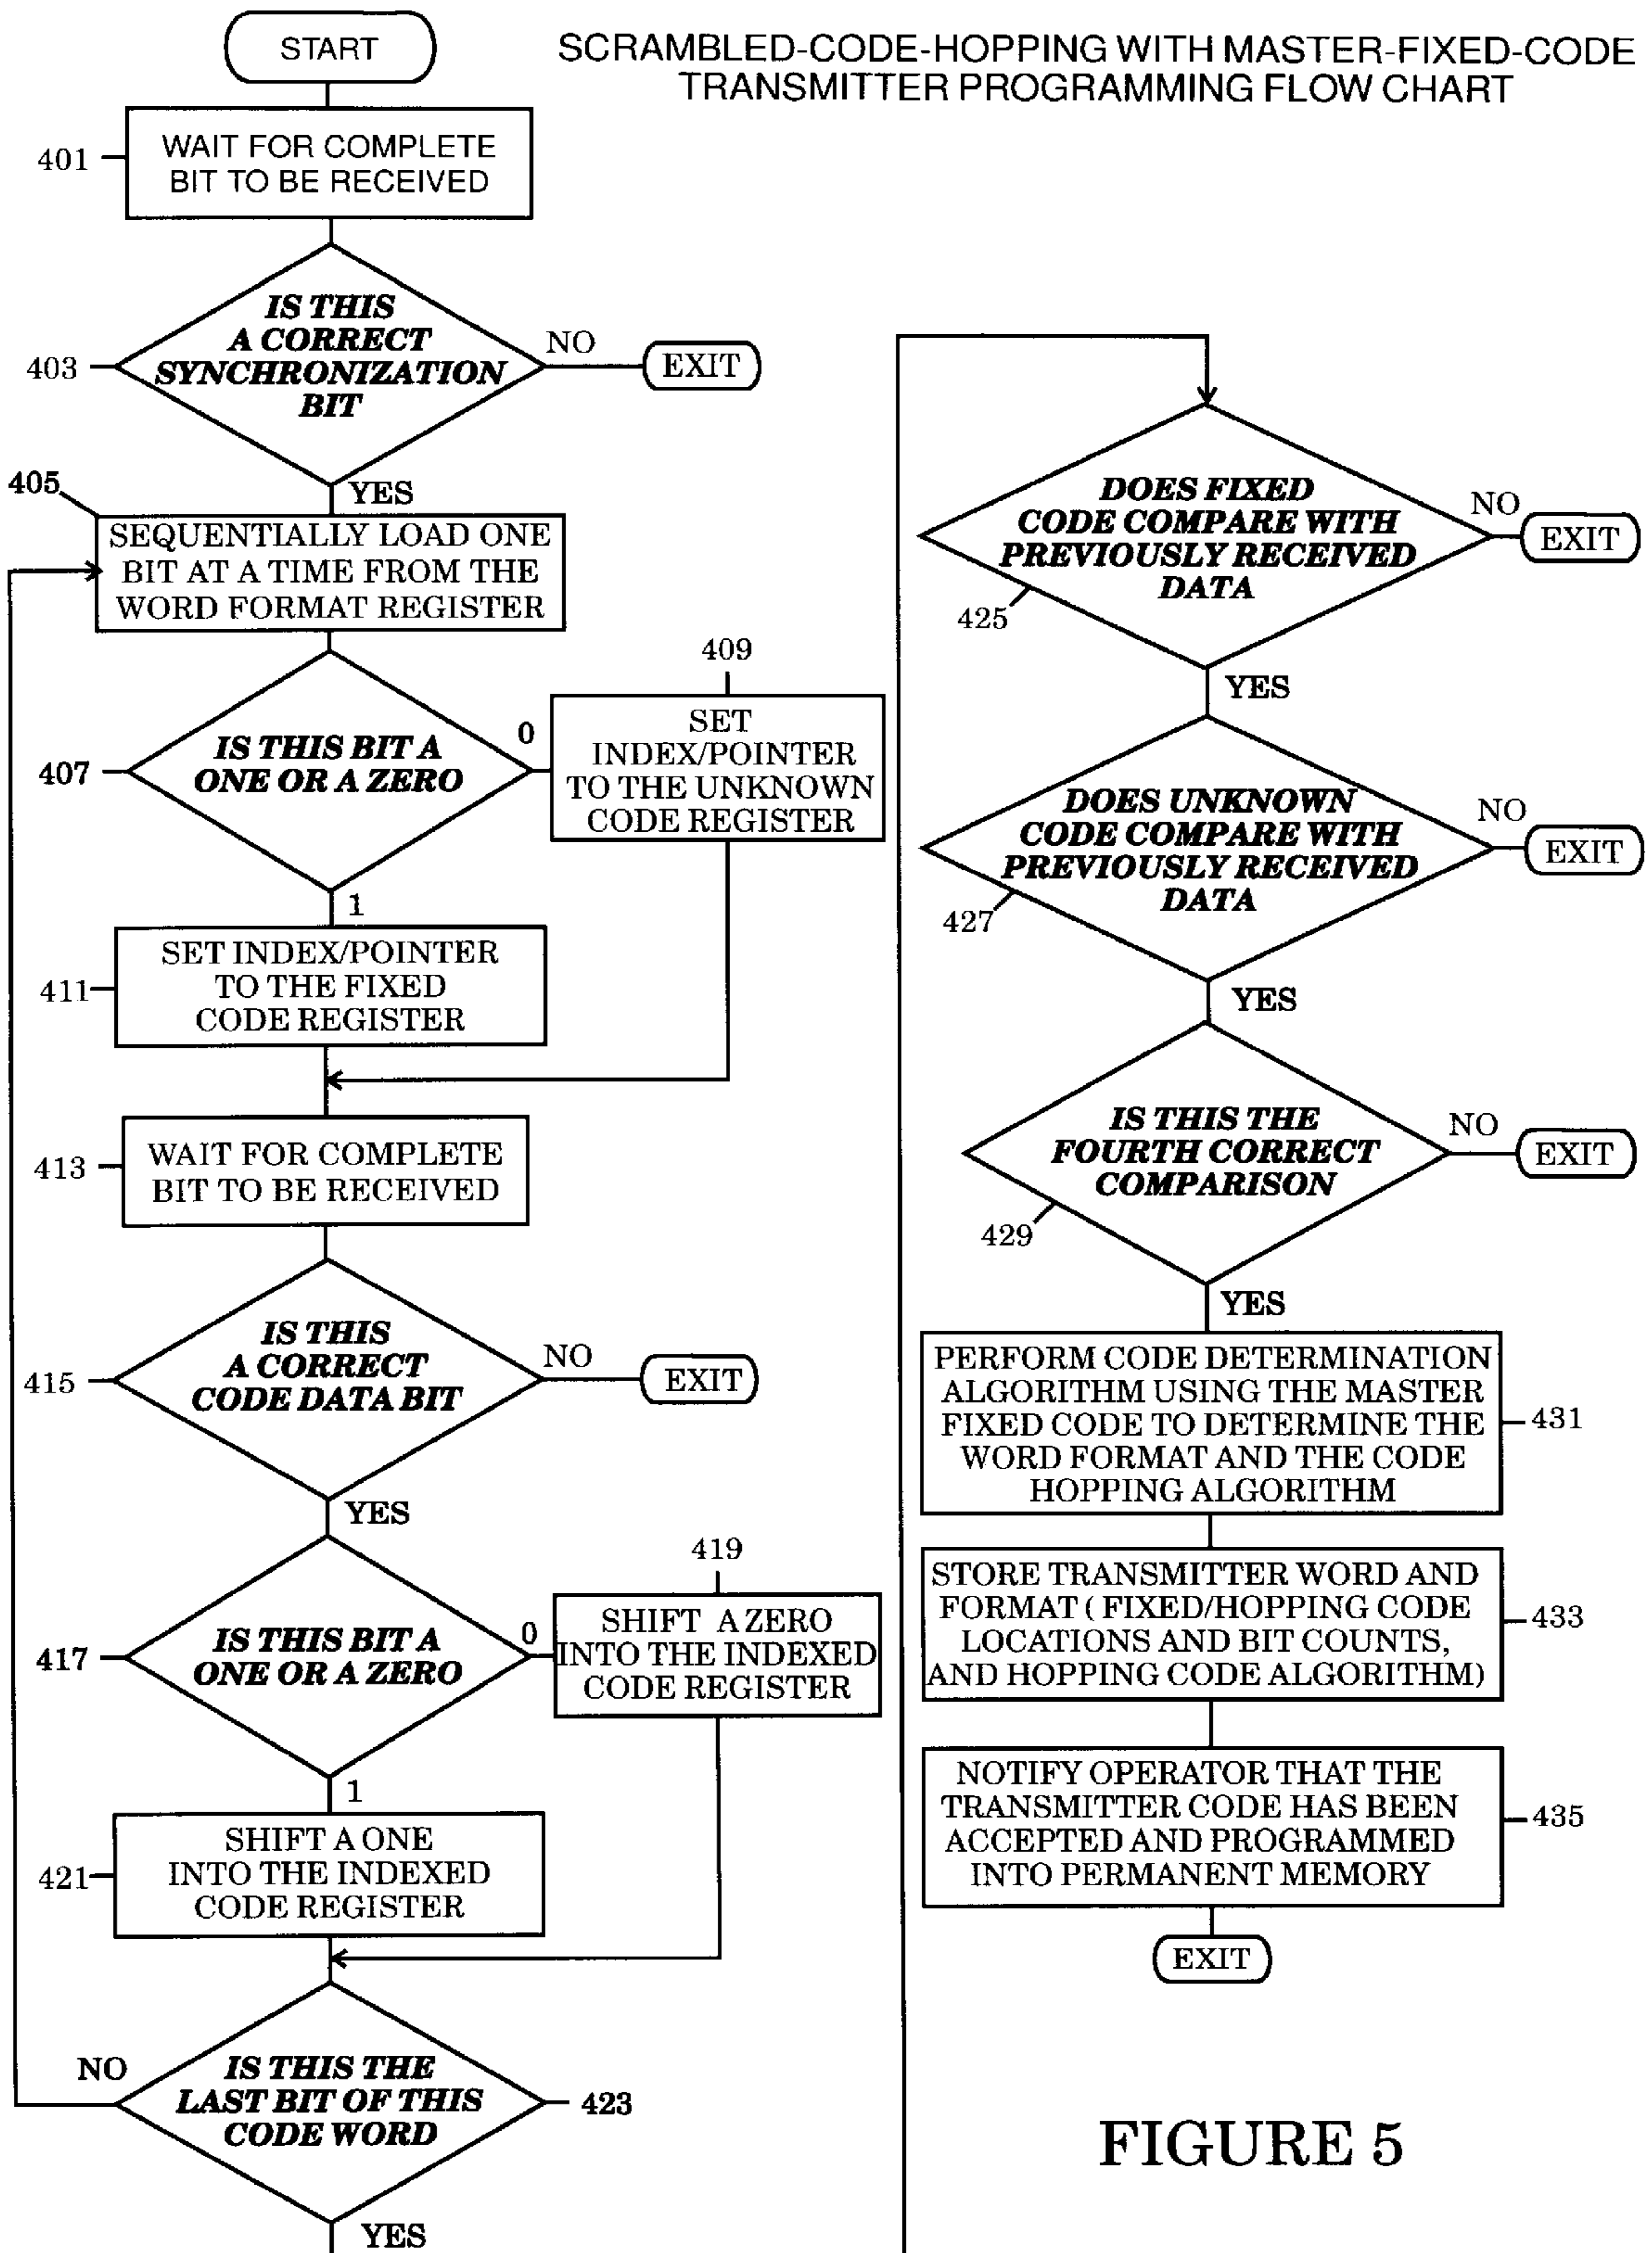 SCRAMBLED-CODE-HOPPING WITH MASTER-FIXED-CODE
TRANSMITTER PROGRAMMING FLOW CHART
START
401
WAIT FOR COMPLETE
BIT TO BE RECEIVED
403
IS THIS
A CORRECT
SYNCHRONIZATION
BIT
NO
EXIT
YES
405
SEQUENTIALLY LOAD ONE
BIT AT A TIME FROM THE
WORD FORMAT REGISTER
407
IS THIS BIT A
ONE OR A ZERO
0
409
SET
INDEX/POINTER
TO THE UNKNOWN
CODE REGISTER
1
411
SET INDEX/POINTER
TO THE FIXED
CODE REGISTER
413
WAIT FOR COMPLETE
BIT TO BE RECEIVED
415
IS THIS
A CORRECT
CODE DATA BIT
NO
EXIT
YES
417
IS THIS BIT A
ONE OR A ZERO
0
419
SHIFT A ZERO
INTO THE INDEXED
CODE REGISTER
1
421
SHIFT A ONE
INTO THE INDEXED
CODE REGISTER
NO
IS THIS THE
LAST BIT OF THIS
CODE WORD
423
YES
DOES FIXED
CODE COMPARE WITH
PREVIOUSLY RECEIVED
DATA
425
NO
EXIT
YES
DOES UNKNOWN
CODE COMPARE WITH
PREVIOUSLY RECEIVED
DATA
427
NO
EXIT
YES
IS THIS THE
FOURTH CORRECT
COMPARISON
429
NO
EXIT
YES
PERFORM CODE DETERMINATION
ALGORITHM USING THE MASTER
FIXED CODE TO DETERMINE THE
WORD FORMAT AND THE CODE
HOPPING ALGORITHM
431
STORE TRANSMITTER WORD AND
FORMAT ( FIXED/HOPPING CODE
LOCATIONS AND BIT COUNTS,
AND HOPPING CODE ALGORITHM)
433
NOTIFY OPERATOR THAT THE
TRANSMITTER CODE HAS BEEN
ACCEPTED AND PROGRAMMED
INTO PERMANENT MEMORY
435
EXIT
FIGURE 5